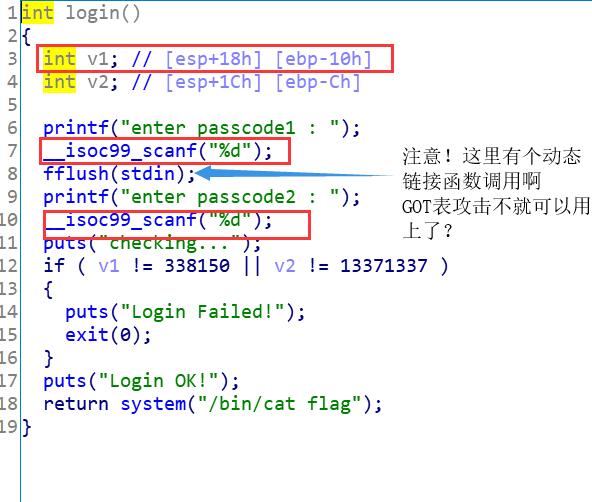 1 int login()
2 {
3 int v1; // [esp+18h] [ebp-10h]
4 int v2; // [esp+1Ch] [ebp-Ch]
5
6 printf("enter passcode1 : ");
7 __isoc99_scanf("%d");
8 fflush(stdin);
9 printf("enter passcode2 : ");
10 __isoc99_scanf("%d");
11 puts("checking...");
12 if ( v1 != 338150 || v2 != 13371337 )
13 {
14 puts("Login Failed!");
15 exit(0);
16 }
17 puts("Login OK!");
18 return system("/bin/cat flag");
19 }
注意！这里有个动态
链接函数调用啊
GOT表攻击不就可以用
上了？